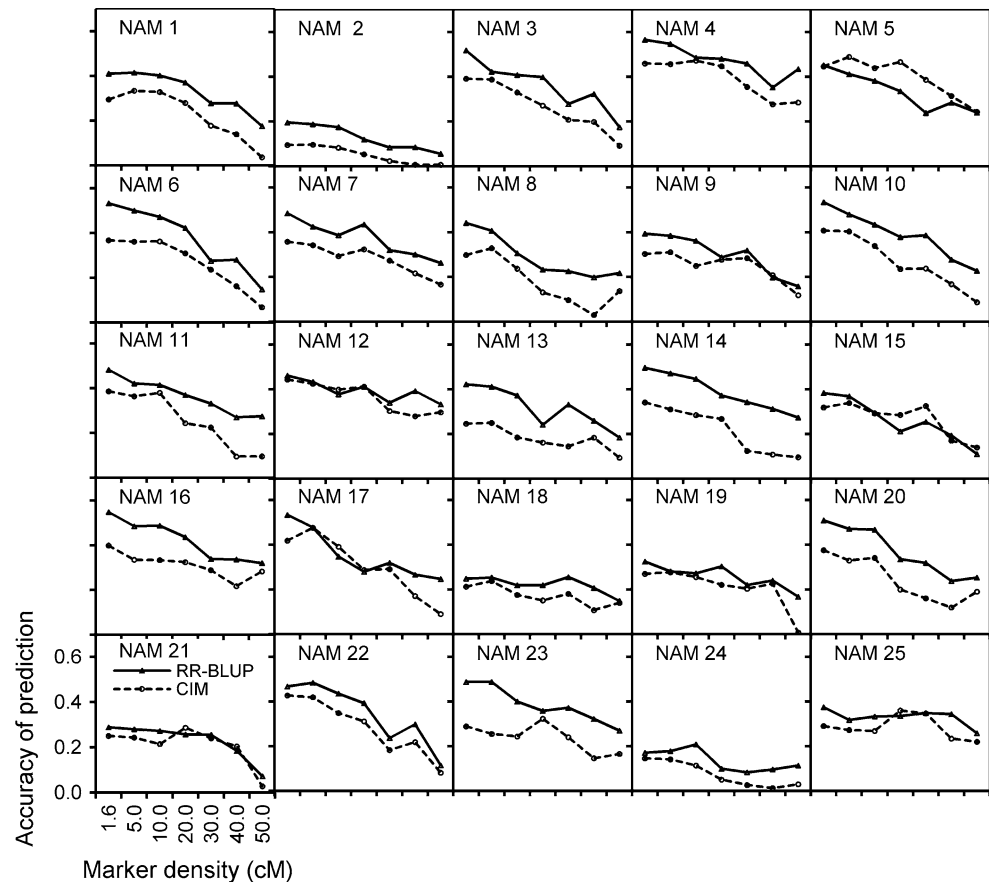 NAM 1
NAM 2
NAM 3
NAM 4
NAM 5
NAM 6
NAM 7
NAM 8
NAM 9
NAM 10
NAM 11
NAM 12
NAM 13
NAM 14
NAM 15
NAM 16
NAM 17
NAM 18
NAM 19
NAM 20
NAM 21
NAM 22
NAM 23
NAM 24
NAM 25
RR-BLUP
CIM
Accuracy of prediction
0.6
0.4
0.2
0.0
1.6
5.0
10.0
20.0
30.0
40.0
50.0
Marker density (cM)